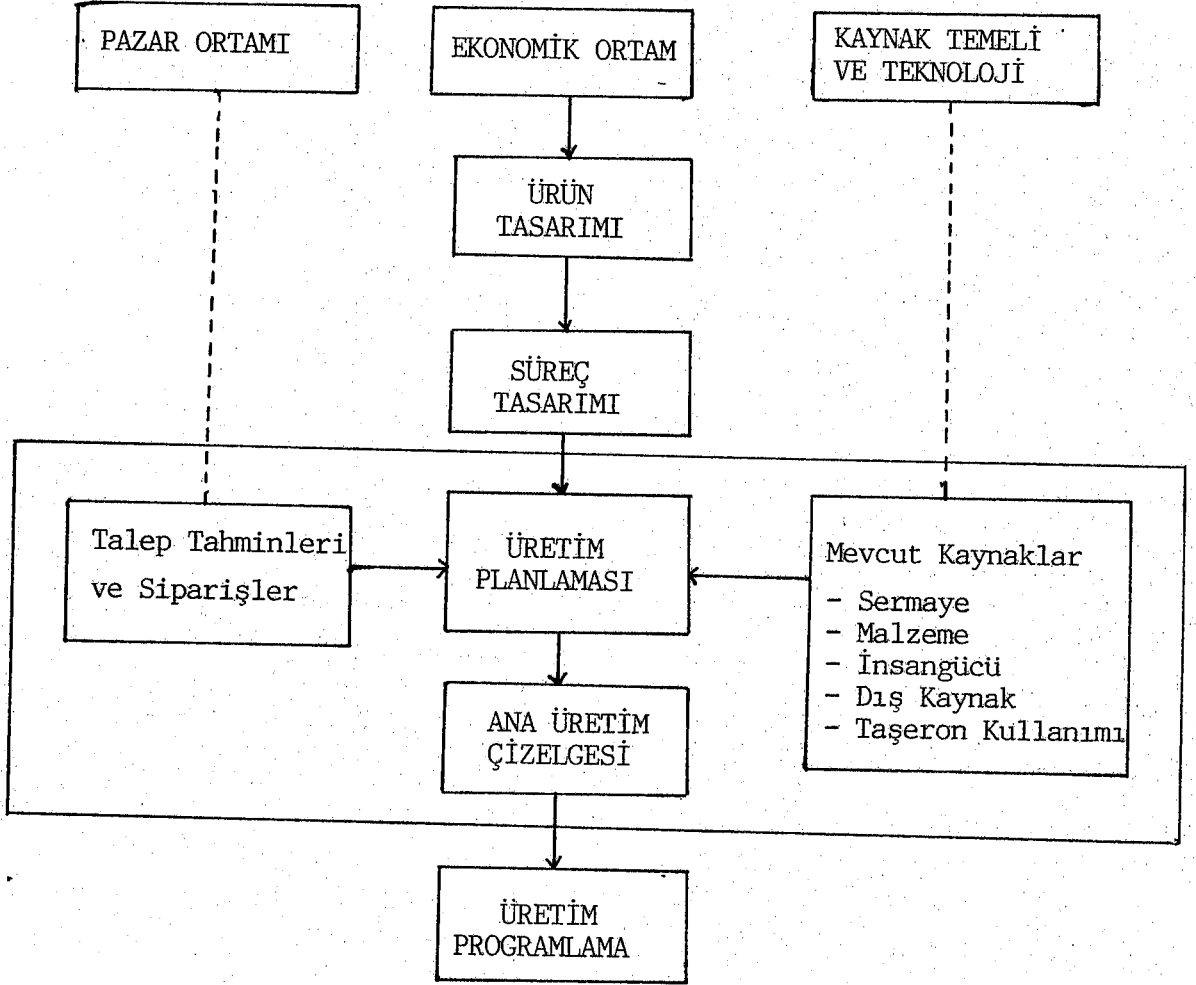 PAZAR ORTAMI
EKONOMİK ORTAM
KAYNAK TEMELİ
VE TEKNOLOJİ
ÜRÜN
TASARIMI
SÜREÇ
TASARIMI
Talep Tahminleri
ve Siparişler
ÜRETİM
PLANLAMASI
Mevcut Kaynaklar
- Sermaye
- Malzeme
- İnsangücü
- Dış Kaynak
- Taşeron Kullanımı
ANA ÜRETİM
ÇİZELGESİ
ÜRETİM
PROGRAMLAMA